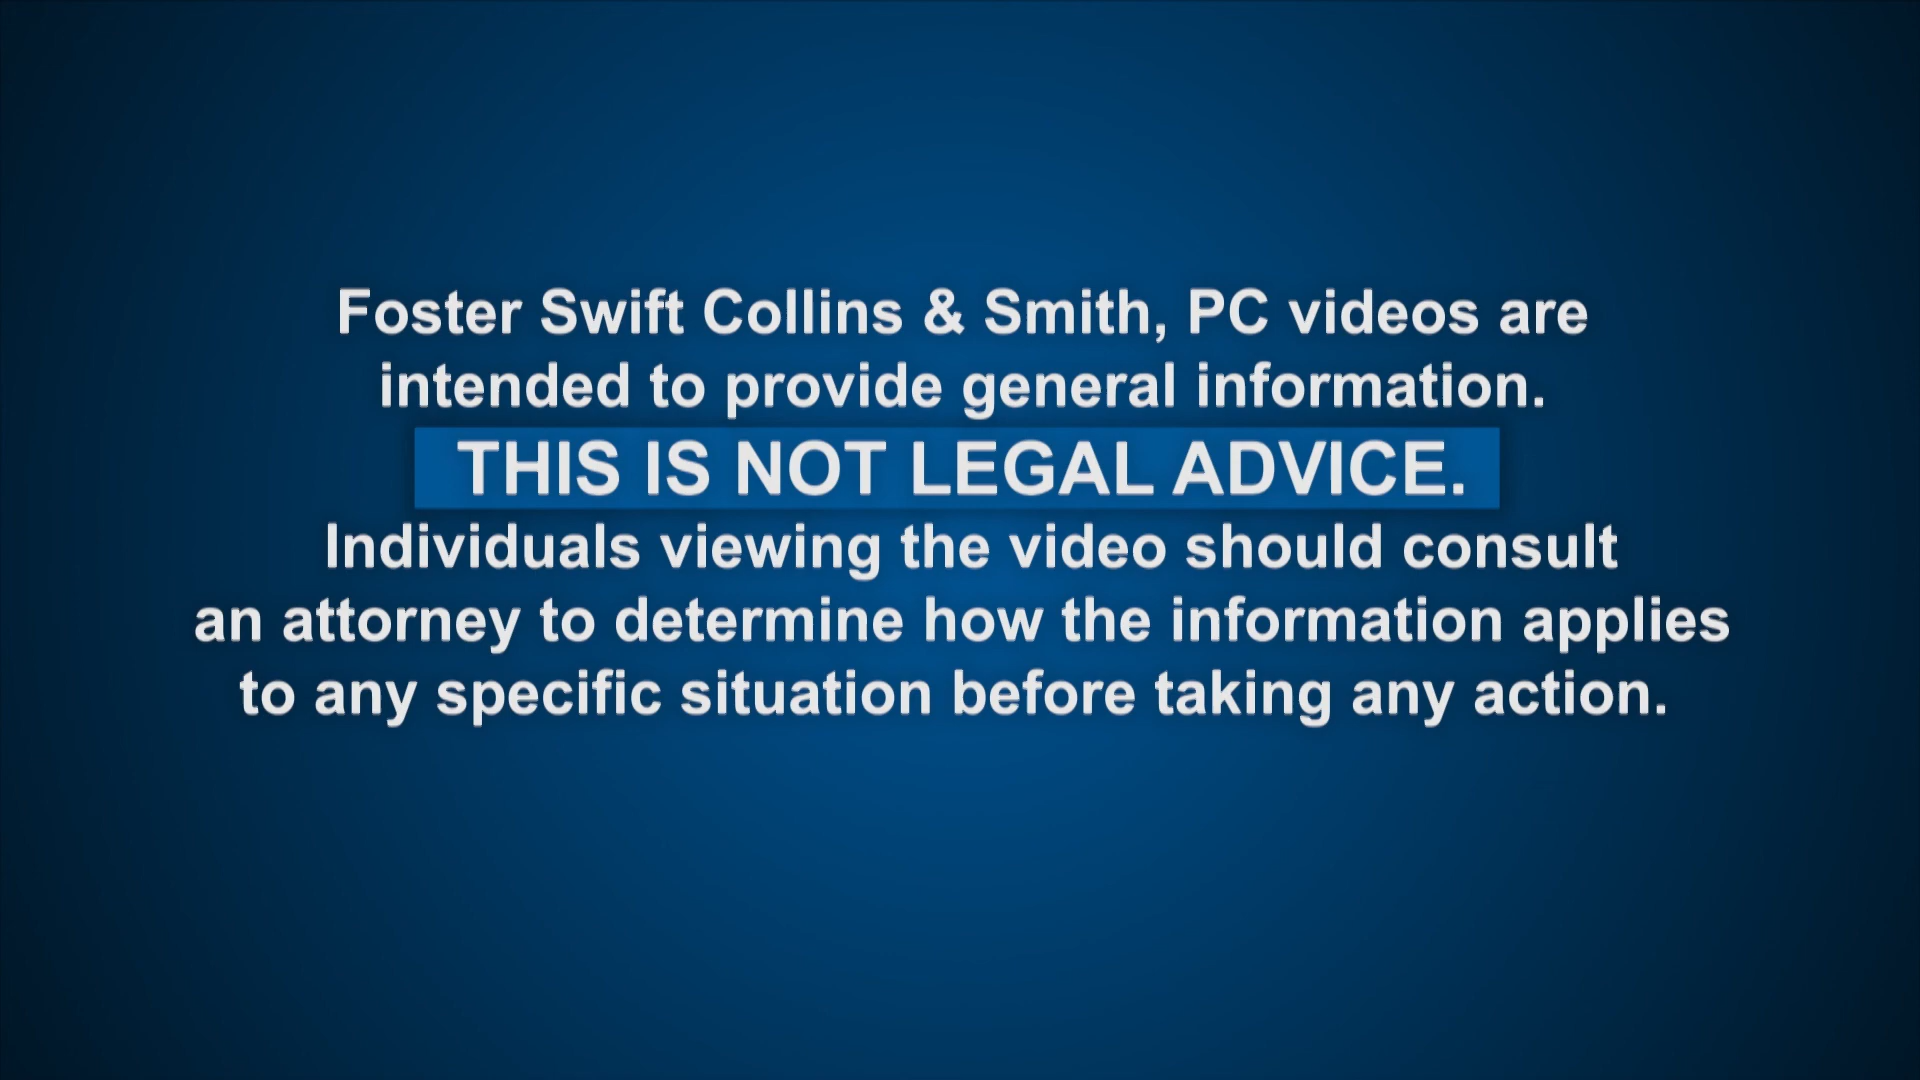 Foster Swift Collins & Smith, PC videos are
intended to provide general information.
THIS IS NOT LEGAL ADVICE.
Individuals viewing the video should consult
an attorney to determine how the information applies
to any specific situation before taking any action.